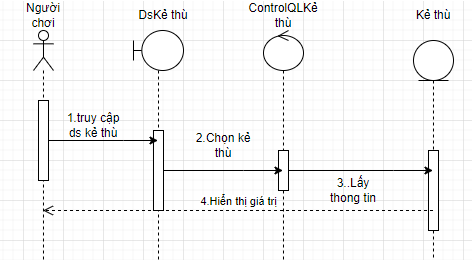 Người
chơi
DsKẻ thù
ControlQLKẻ
thù
Kẻ thù
1.truy cập
ds kẻ thù
2.Chọn kẻ
thù
3..Lấy
thong tin
4.Hiển thị giá trị